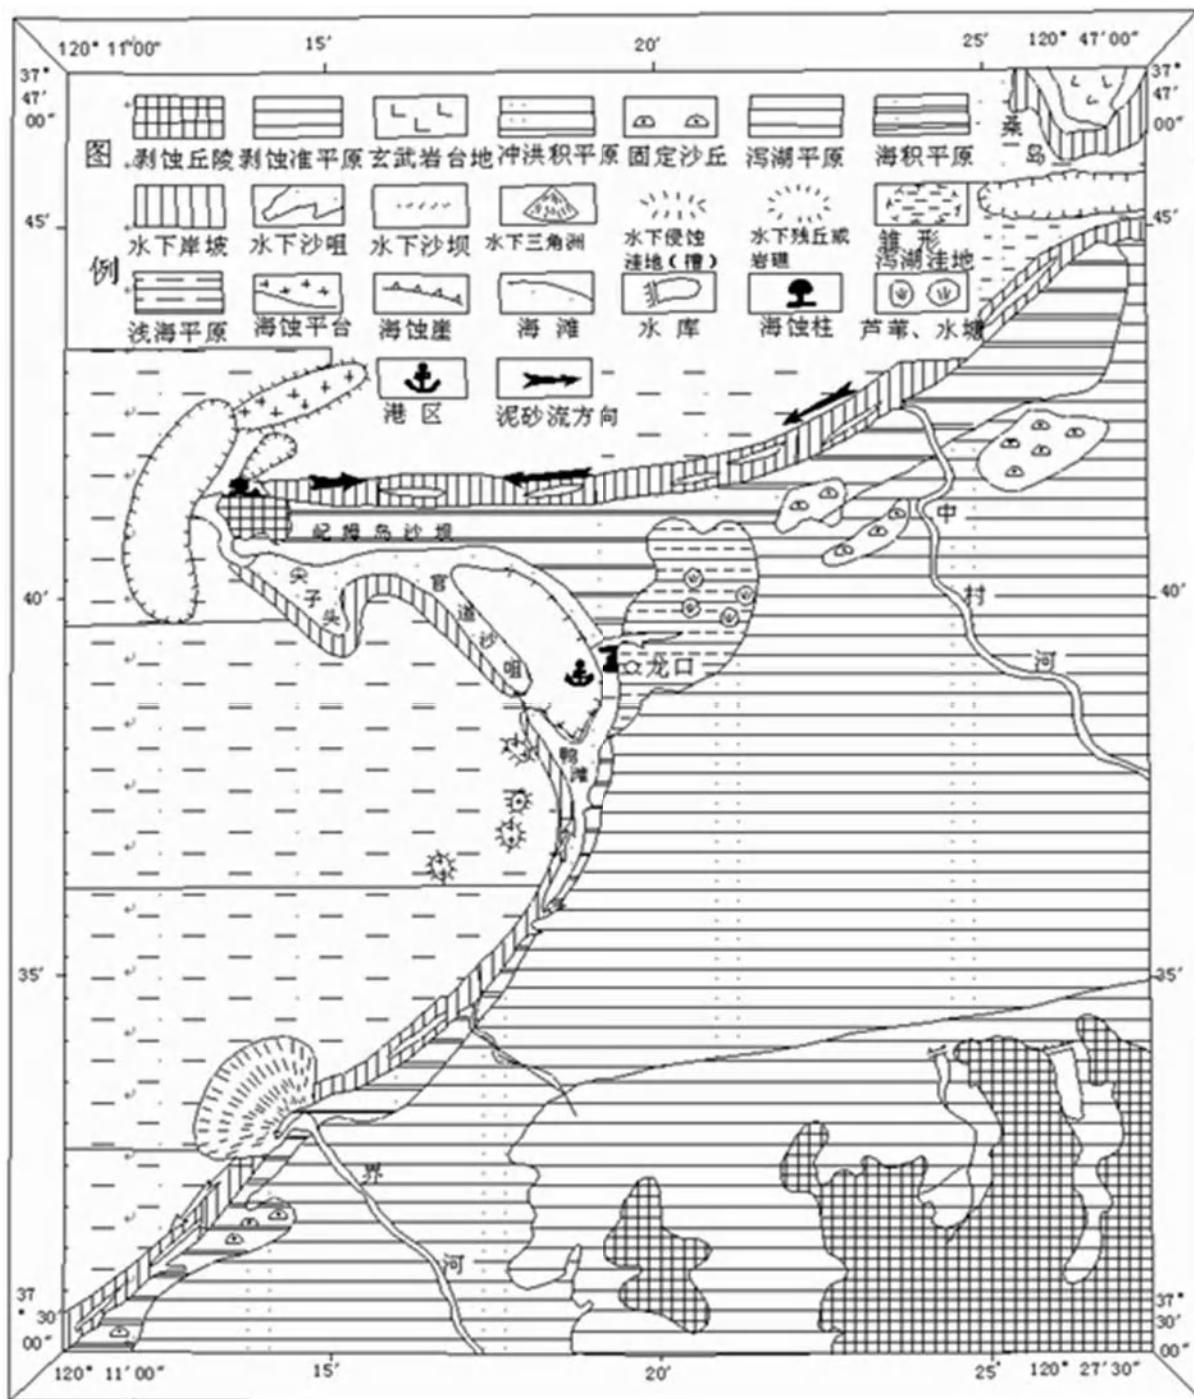 120° 11′00″ 15′ 20′ 25′ 120° 47′00″
37° 47′ 00″
37° 47′ 00″
图例
剥蚀丘陵 剥蚀准平原 玄武岩台地 冲洪积平原 固定沙丘 泻湖平原 海积平原
水下岸坡 水下沙咀 水下沙坝 水下三角洲 水下侵蚀洼地(槽) 水下残丘或岩礁 雏形泻湖洼地
浅海平原 海蚀平台 海蚀崖 海滩 水库 海蚀柱 芦苇、水塘
港区 泥砂流方向
桑岛
45′ 45′
屺姆岛沙坝
尖子头
官道沙咀
中村河
40′ 40′
龙口
鸭滩
35′ 35′
界河
37° 30′ 00″
37° 30′ 00″
120° 11′00″ 15′ 20′ 25′ 120° 27′30″